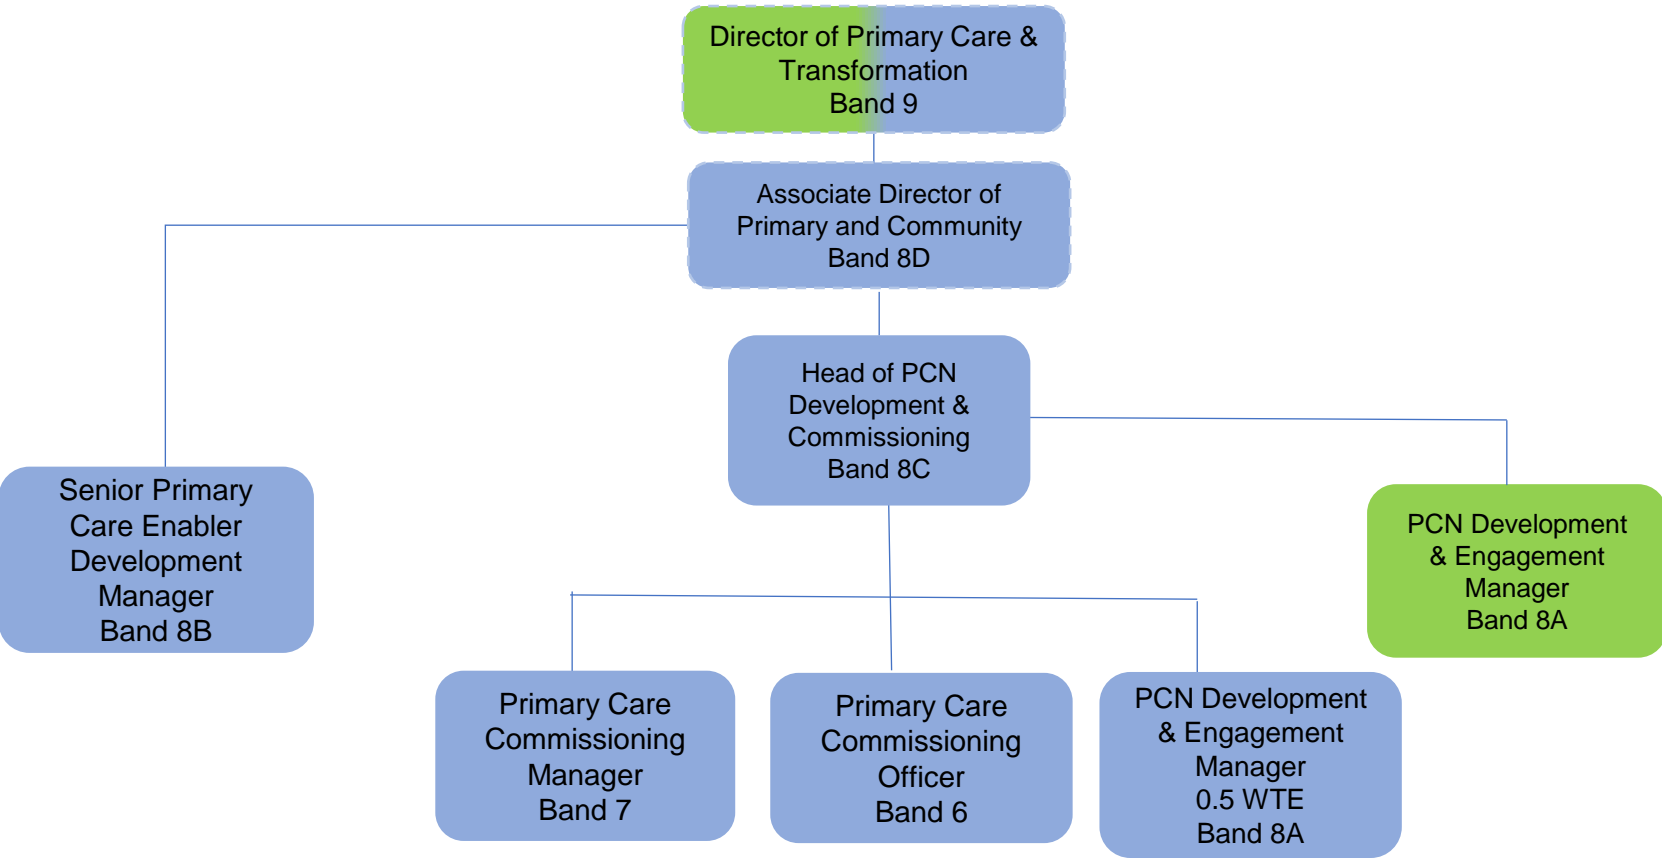 Director of Primary Care &
Transformation
Band 9
Associate Director of
Primary and Community
Band 8D
Head of PCN
Development &
Commissioning
Band 8C
Senior Primary
Care Enabler
Development
Manager
Band 8B
PCN Development
& Engagement
Manager
Band 8A
Primary Care
Commissioning
Manager
Band 7
Primary Care
Commissioning
Officer
Band 6
PCN Development
& Engagement
Manager
0.5 WTE
Band 8A